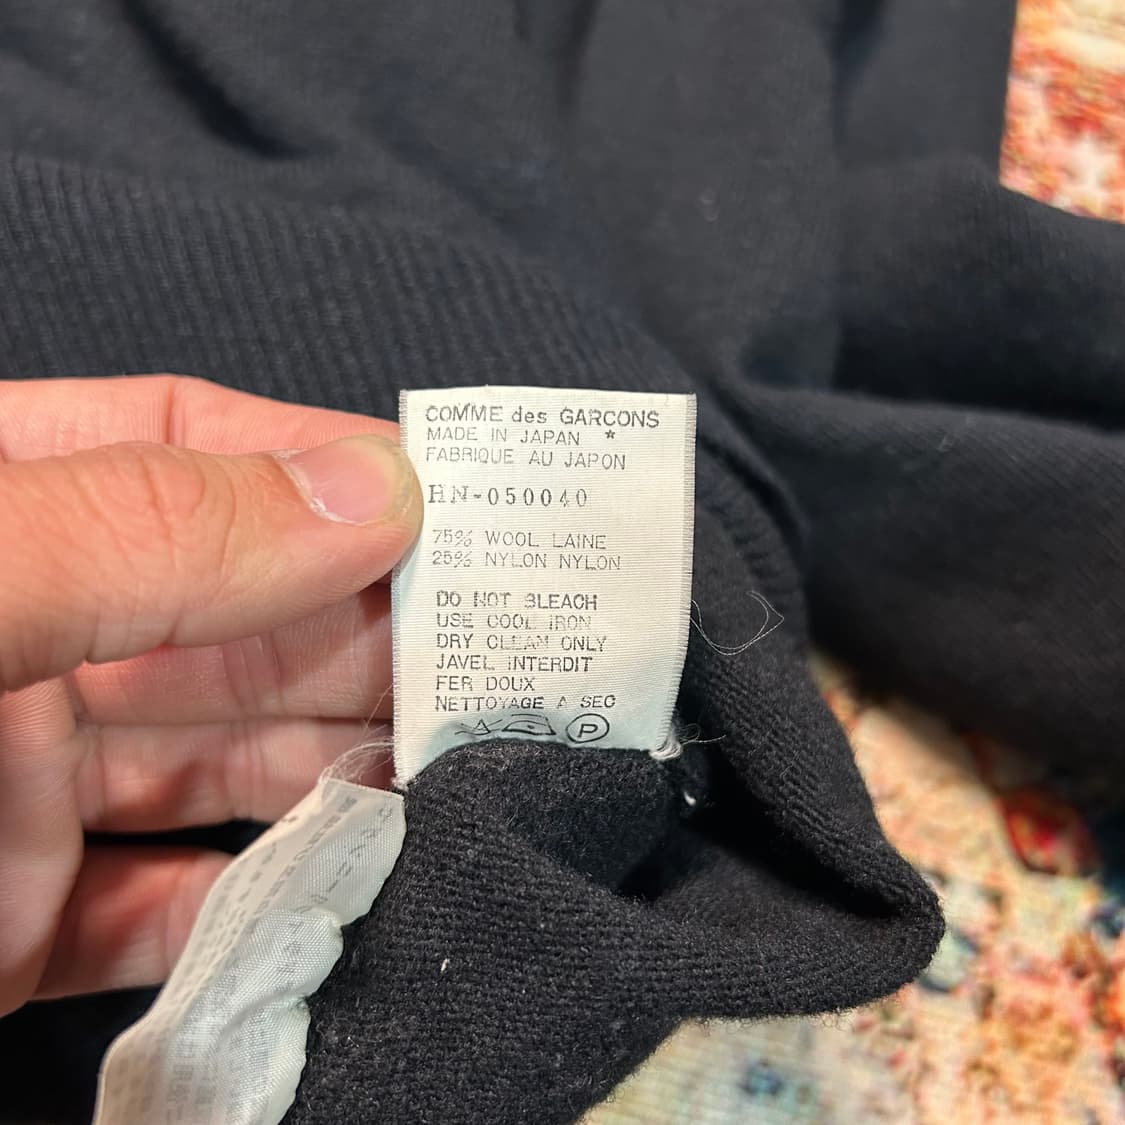 COMME des GARCONS
MADE IN JAPAN *
FABRIQUE AU JAPON
HN-050040
75% WOOL LAINE
25% NYLON NYLON
DO NOT BLEACH
USE COOL IRON
DRY CLEAN ONLY
JAVEL INTERDIT
FER DOUX
NETTOYAGE A SEC
P